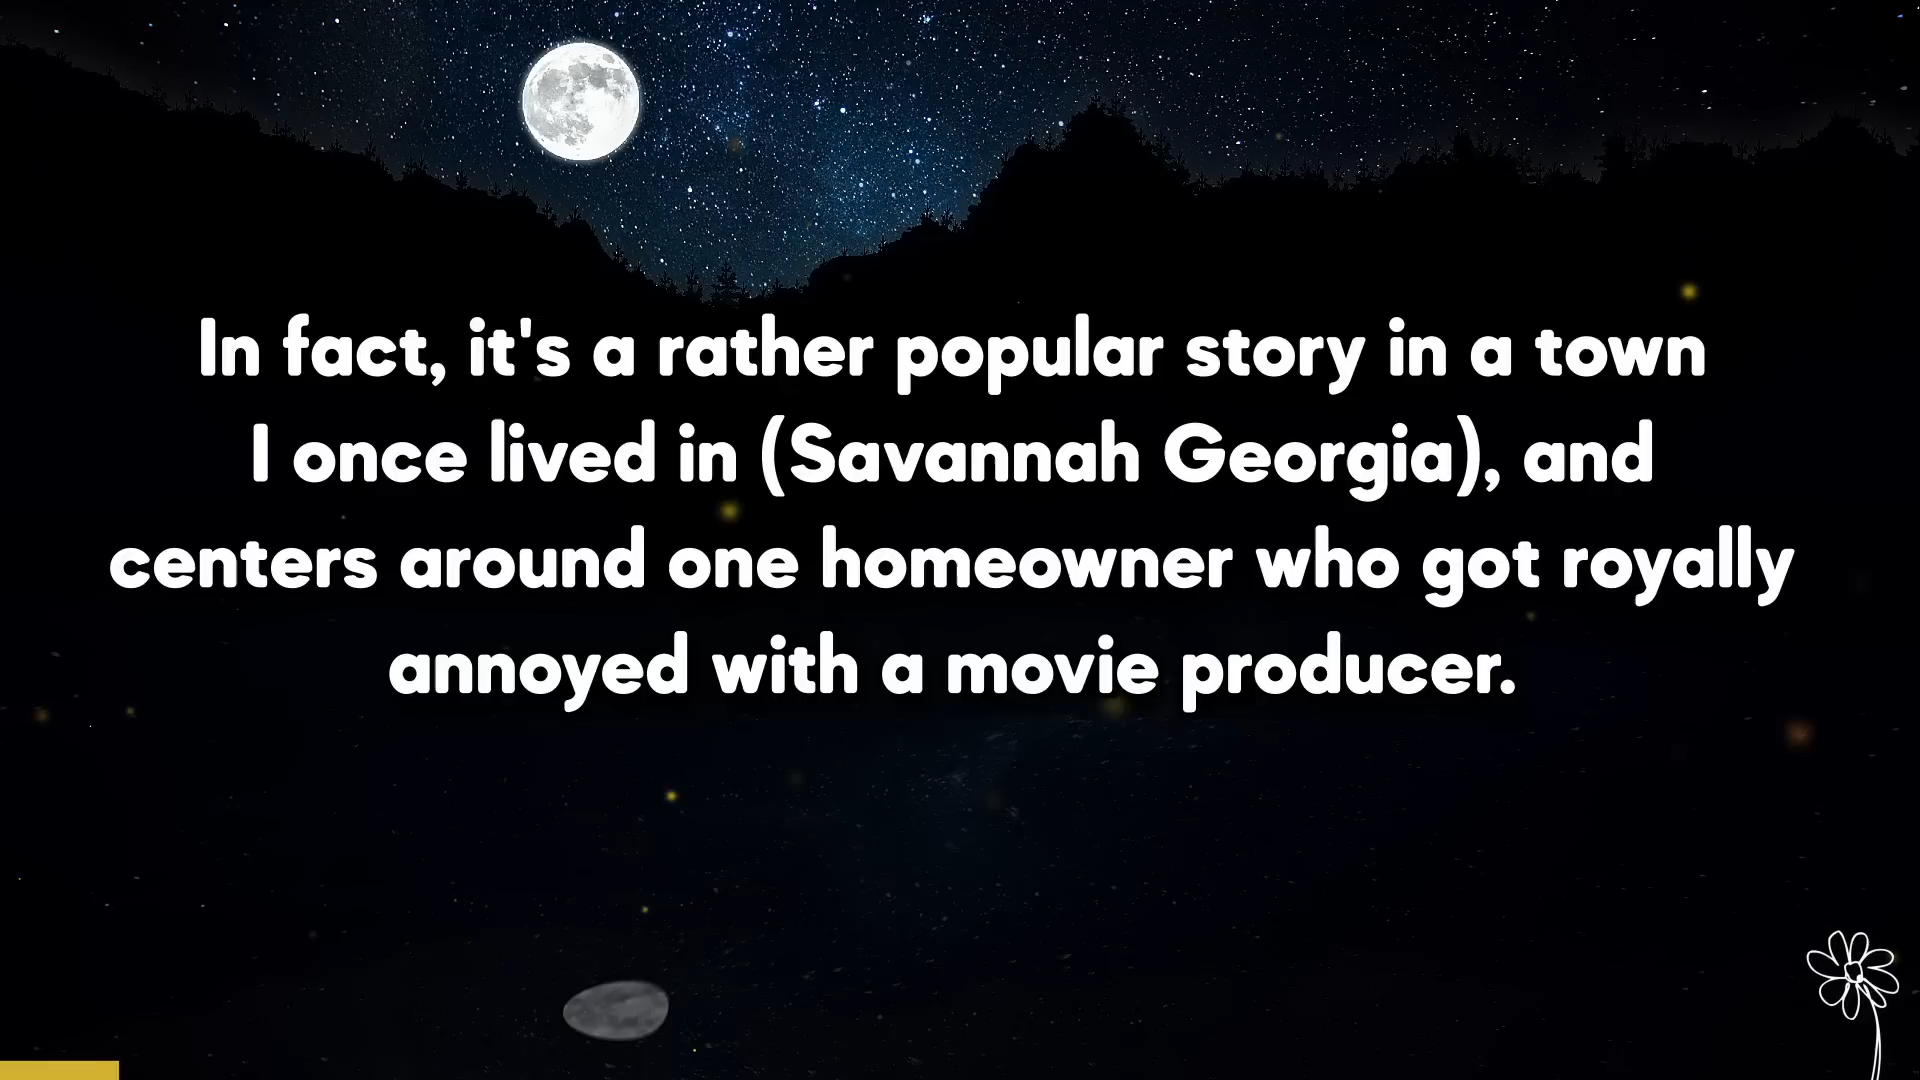 In fact, it's a rather popular story in a town
I once lived in (Savannah Georgia), and
centers around one homeowner who got royally
annoyed with a movie producer.